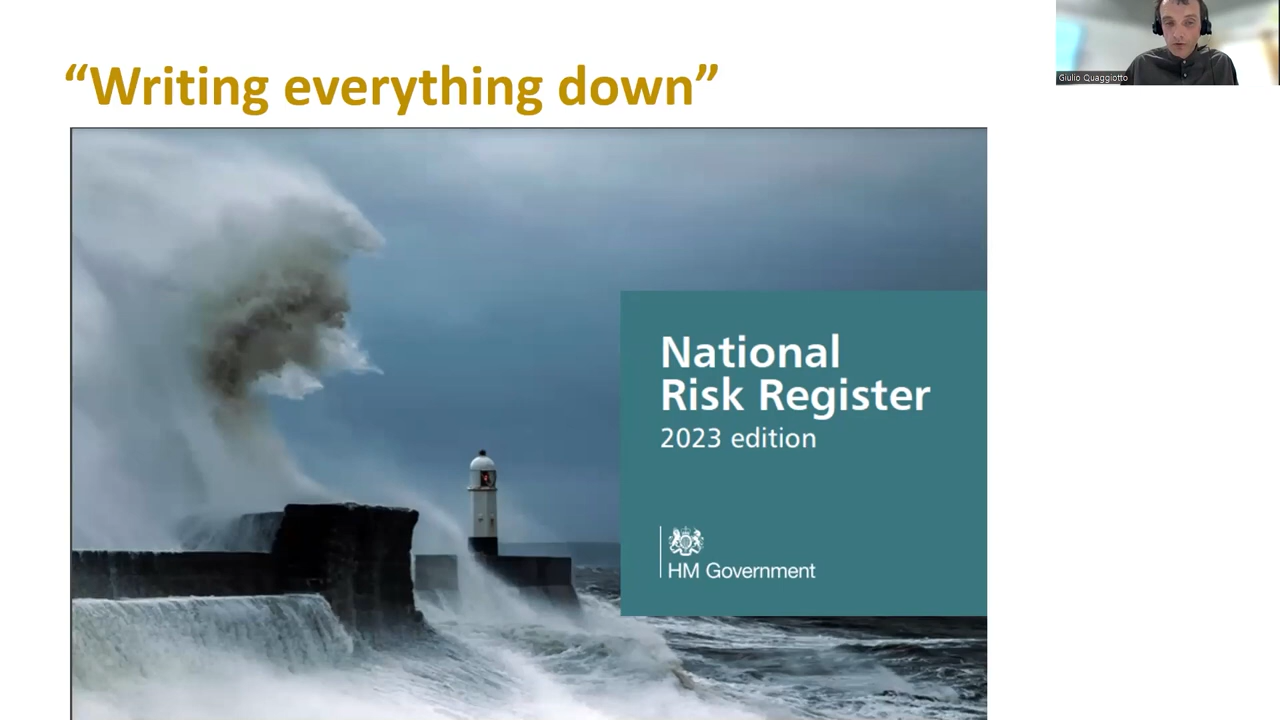 “Writing everything down”
Giulio Quaggiotto
National
Risk Register
2023 edition
HM Government